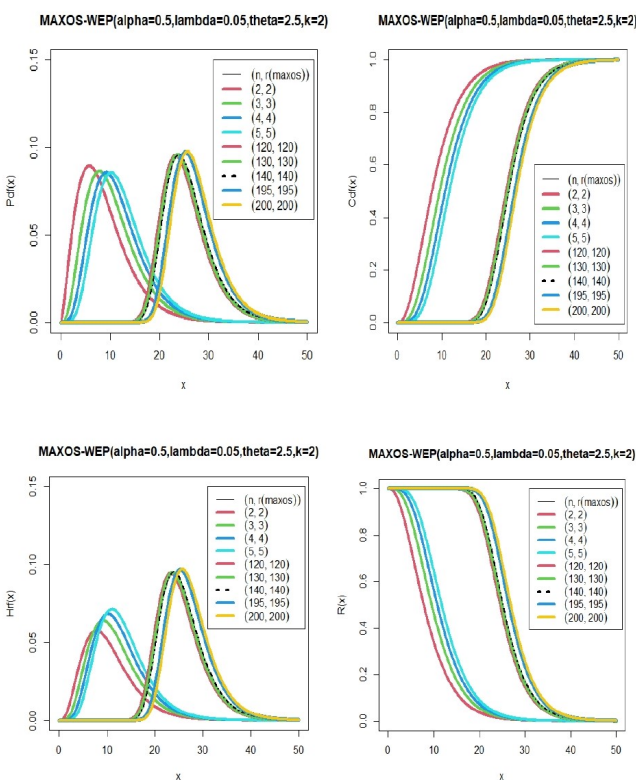 MAXOS-WEP(alpha=0.5,lambda=0.05,theta=2.5,k=2)
Pdf(x)
0.00 0.05 0.10 0.15
(n, r(maxos))
(2, 2)
(3, 3)
(4, 4)
(5, 5)
(120, 120)
(130, 130)
(140, 140)
(195, 195)
(200, 200)
0 10 20 30 40 50
x
MAXOS-WEP(alpha=0.5,lambda=0.05,theta=2.5,k=2)
Cdf(x)
0.0 0.2 0.4 0.6 0.8 1.0
(n, r(maxos))
(2, 2)
(3, 3)
(4, 4)
(5, 5)
(120, 120)
(130, 130)
(140, 140)
(195, 195)
(200, 200)
0 10 20 30 40 50
x
MAXOS-WEP(alpha=0.5,lambda=0.05,theta=2.5,k=2)
Hrf(x)
0.00 0.05 0.10 0.15
(n, r(maxos))
(2, 2)
(3, 3)
(4, 4)
(5, 5)
(120, 120)
(130, 130)
(140, 140)
(195, 195)
(200, 200)
0 10 20 30 40 50
x
MAXOS-WEP(alpha=0.5,lambda=0.05,theta=2.5,k=2)
R(x)
0.0 0.2 0.4 0.6 0.8 1.0
(n, r(maxos))
(2, 2)
(3, 3)
(4, 4)
(5, 5)
(120, 120)
(130, 130)
(140, 140)
(195, 195)
(200, 200)
0 10 20 30 40 50
x